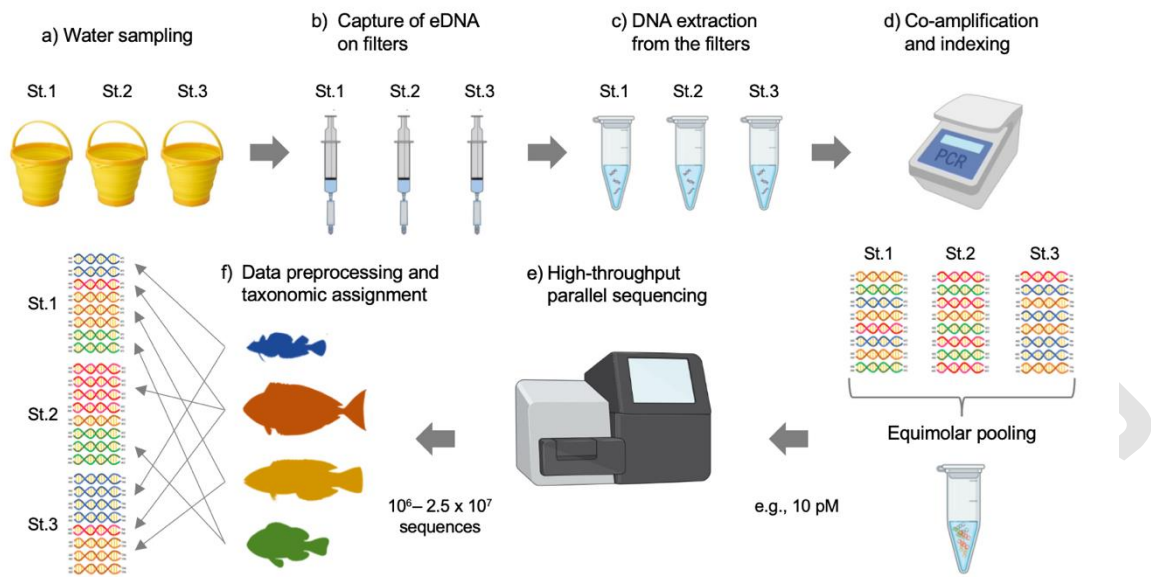 a) Water sampling
b) Capture of eDNA
on filters
c) DNA extraction
from the filters
d) Co-amplification
and indexing
St.1 St.2 St.3
St.1 St.2 St.3
St.1 St.2 St.3
PCR
St.1 St.2 St.3
Equimolar pooling
e.g., 10 pM
e) High-throughput
parallel sequencing
10⁶– 2.5 x 10⁷
sequences
f) Data preprocessing and
taxonomic assignment
St.1
St.2
St.3